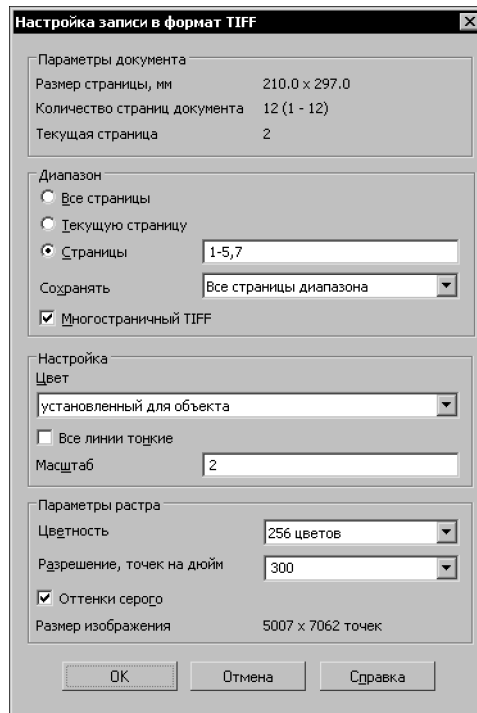 Настройка записи в формат TIFF
Параметры документа
Размер страницы, мм 210.0 x 297.0
Количество страниц документа 12 (1 - 12)
Текущая страница 2
Диапазон
Все страницы
Текущую страницу
Страницы 1-5,7
Сохранять Все страницы диапазона
Многостраничный TIFF
Настройка
Цвет
установленный для объекта
Все линии тонкие
Масштаб 2
Параметры растра
Цветность 256 цветов
Разрешение, точек на дюйм 300
Оттенки серого
Размер изображения 5007 x 7062 точек
OK Отмена Справка